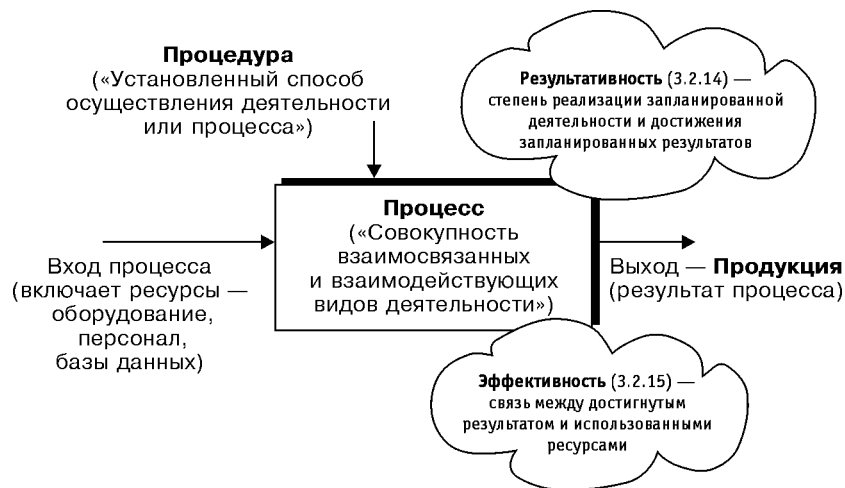 Процедура
(«Установленный способ
осуществления деятельности
или процесса»)
Результативность (3.2.14) —
степень реализации запланированной
деятельности и достижения
запланированных результатов
Процесс
(«Совокупность
взаимосвязанных
и взаимодействующих
видов деятельности»)
Вход процесса
(включает ресурсы —
оборудование,
персонал,
базы данных)
Выход — Продукция
(результат процесса)
Эффективность (3.2.15) —
связь между достигнутым
результатом и использованными
ресурсами